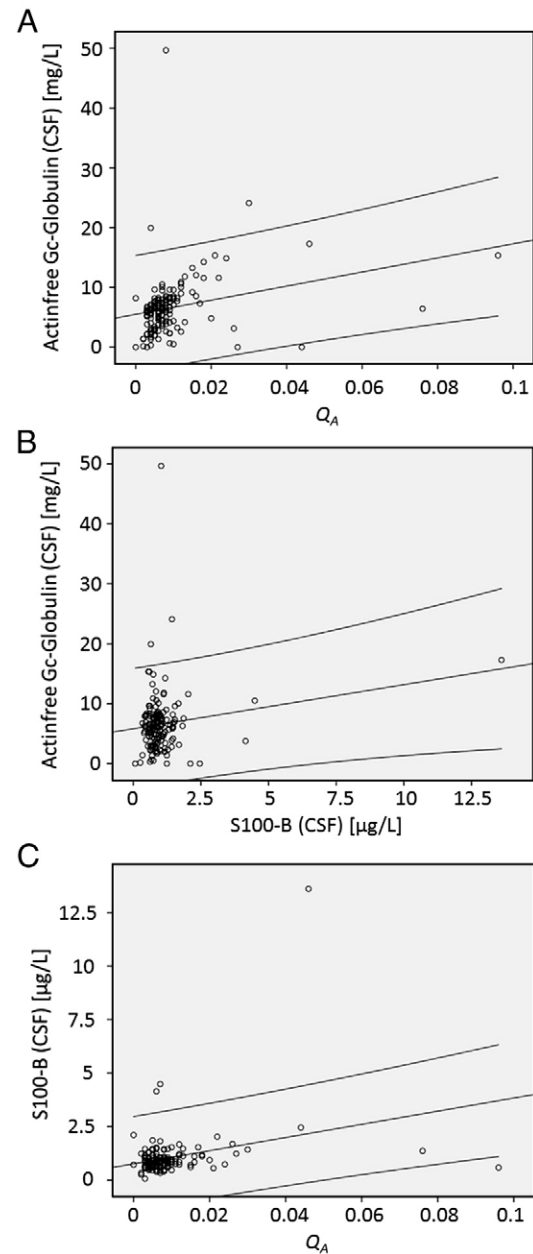 A
Actinfree Gc-Globulin (CSF) [mg/L]
50
40
30
20
10
0
0 0.02 0.04 0.06 0.08 0.1
Q_A
B
Actinfree Gc-Globulin (CSF) [mg/L]
50
40
30
20
10
0
0 2.5 5 7.5 10 12.5
S100-B (CSF) [µg/L]
C
S100-B (CSF) [µg/L]
12.5
10
7.5
5
2.5
0
0 0.02 0.04 0.06 0.08 0.1
Q_A